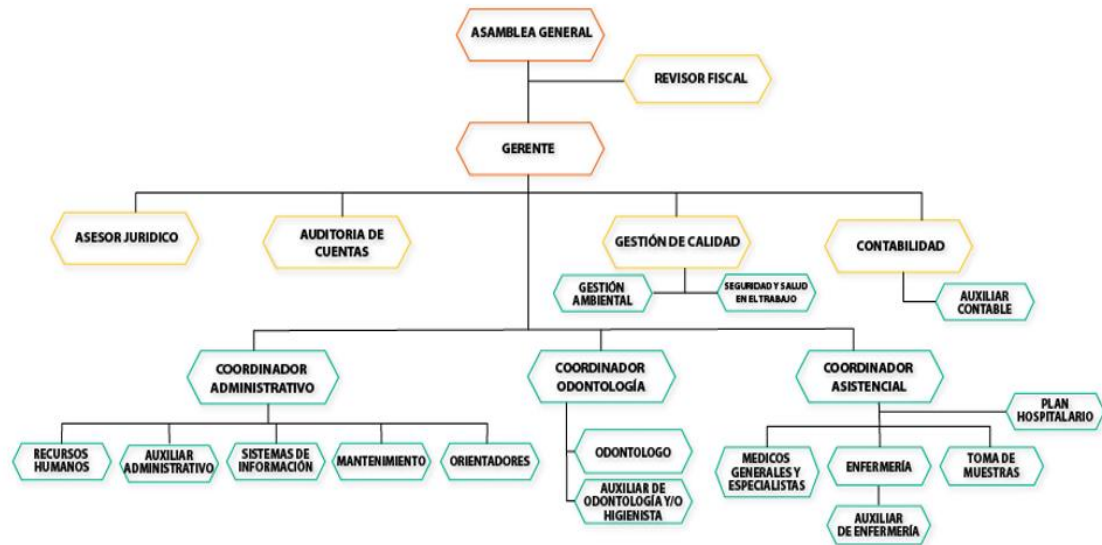 ASAMBLEA GENERAL
REVISOR FISCAL
GERENTE
ASESOR JURIDICO
AUDITORIA DE
CUENTAS
GESTIÓN DE CALIDAD
CONTABILIDAD
GESTIÓN
AMBIENTAL
SEGURIDAD Y SALUD
EN EL TRABAJO
AUXILIAR
CONTABLE
COORDINADOR
ADMINISTRATIVO
COORDINADOR
ODONTOLOGÍA
COORDINADOR
ASISTENCIAL
PLAN
HOSPITALARIO
RECURSOS
HUMANOS
AUXILIAR
ADMINISTRATIVO
SISTEMAS DE
INFORMACIÓN
MANTENIMIENTO
ORIENTADORES
ODONTOLOGO
AUXILIAR DE
ODONTOLOGÍA Y/O
HIGIENISTA
MEDICOS
GENERALES Y
ESPECIALISTAS
ENFERMERÍA
TOMA DE
MUESTRAS
AUXILIAR
DE ENFERMERÍA